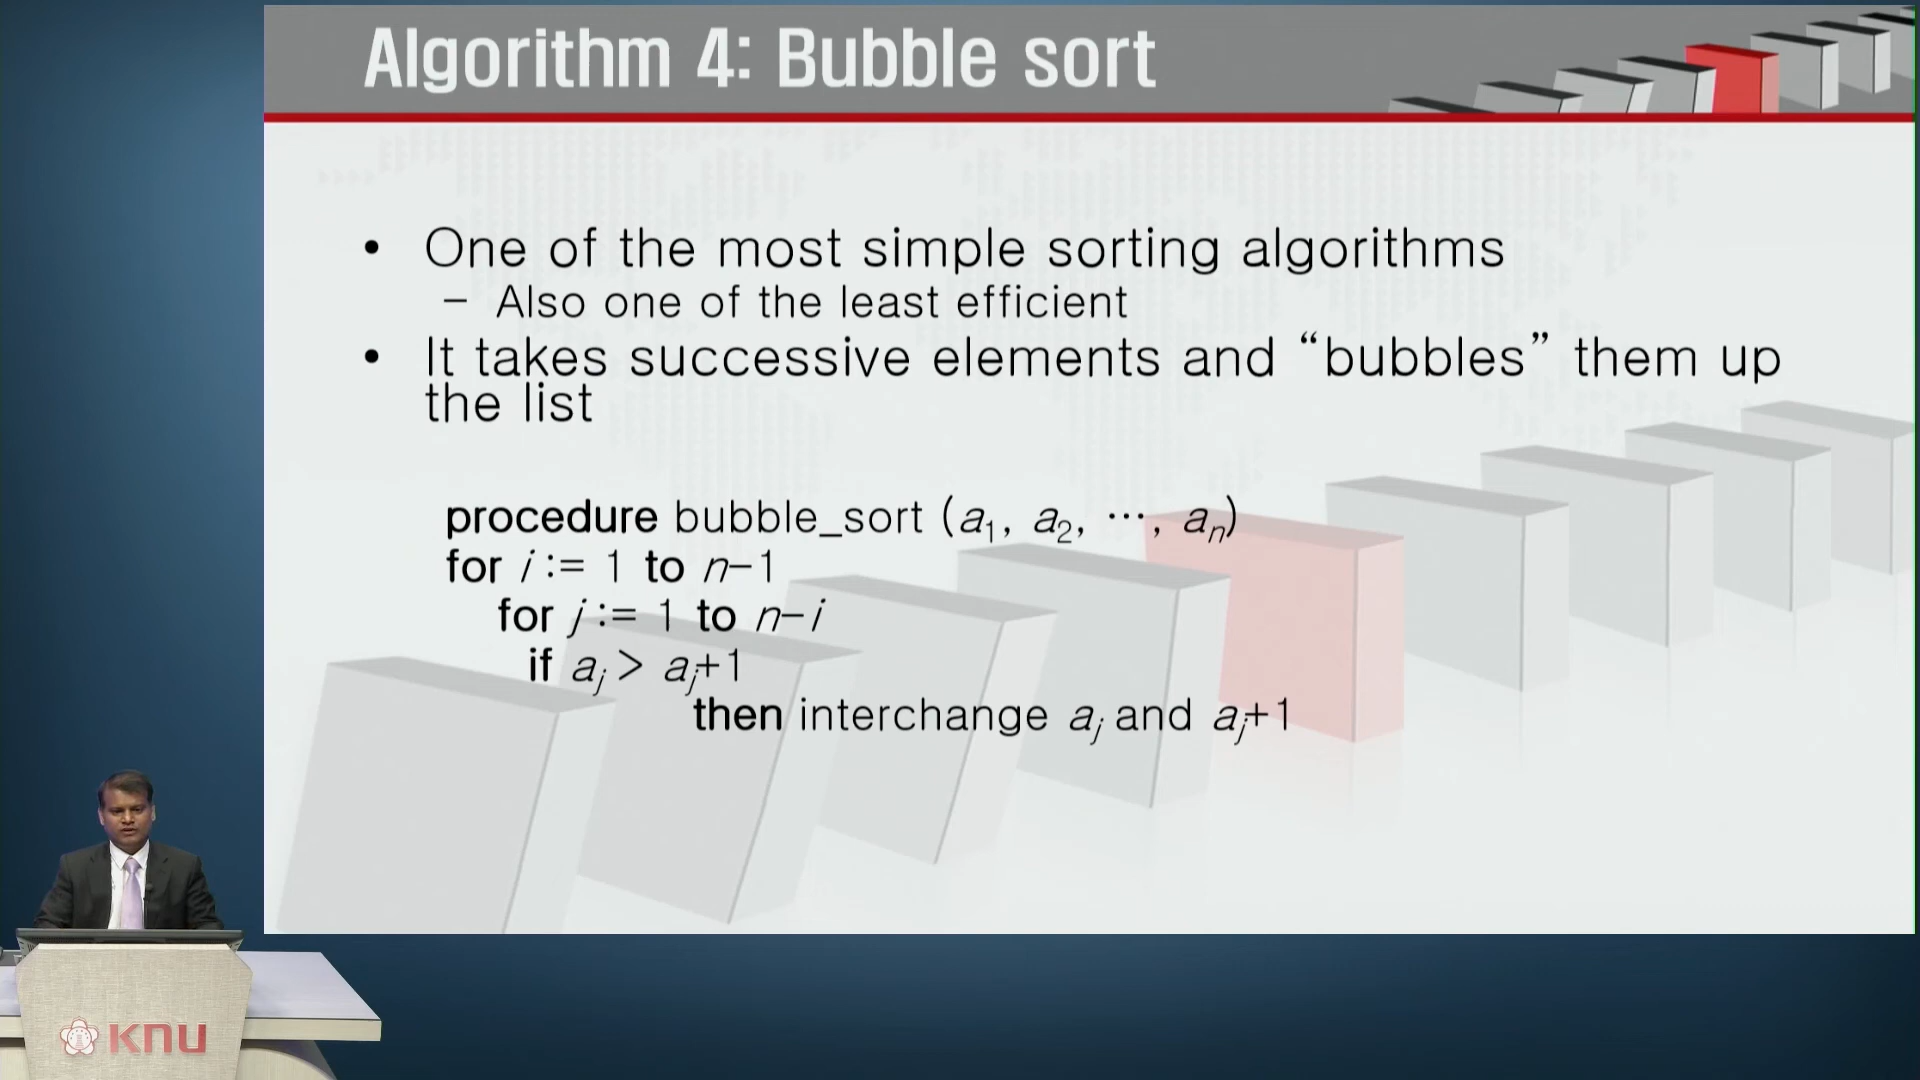 Algorithm 4: Bubble sort
• One of the most simple sorting algorithms
– Also one of the least efficient
• It takes successive elements and “bubbles” them up
the list
procedure bubble_sort (a₁, a₂, ⋯, aₙ)
for i := 1 to n−1
for j := 1 to n−i
if aⱼ > aⱼ+1
then interchange aⱼ and aⱼ+1
KNU